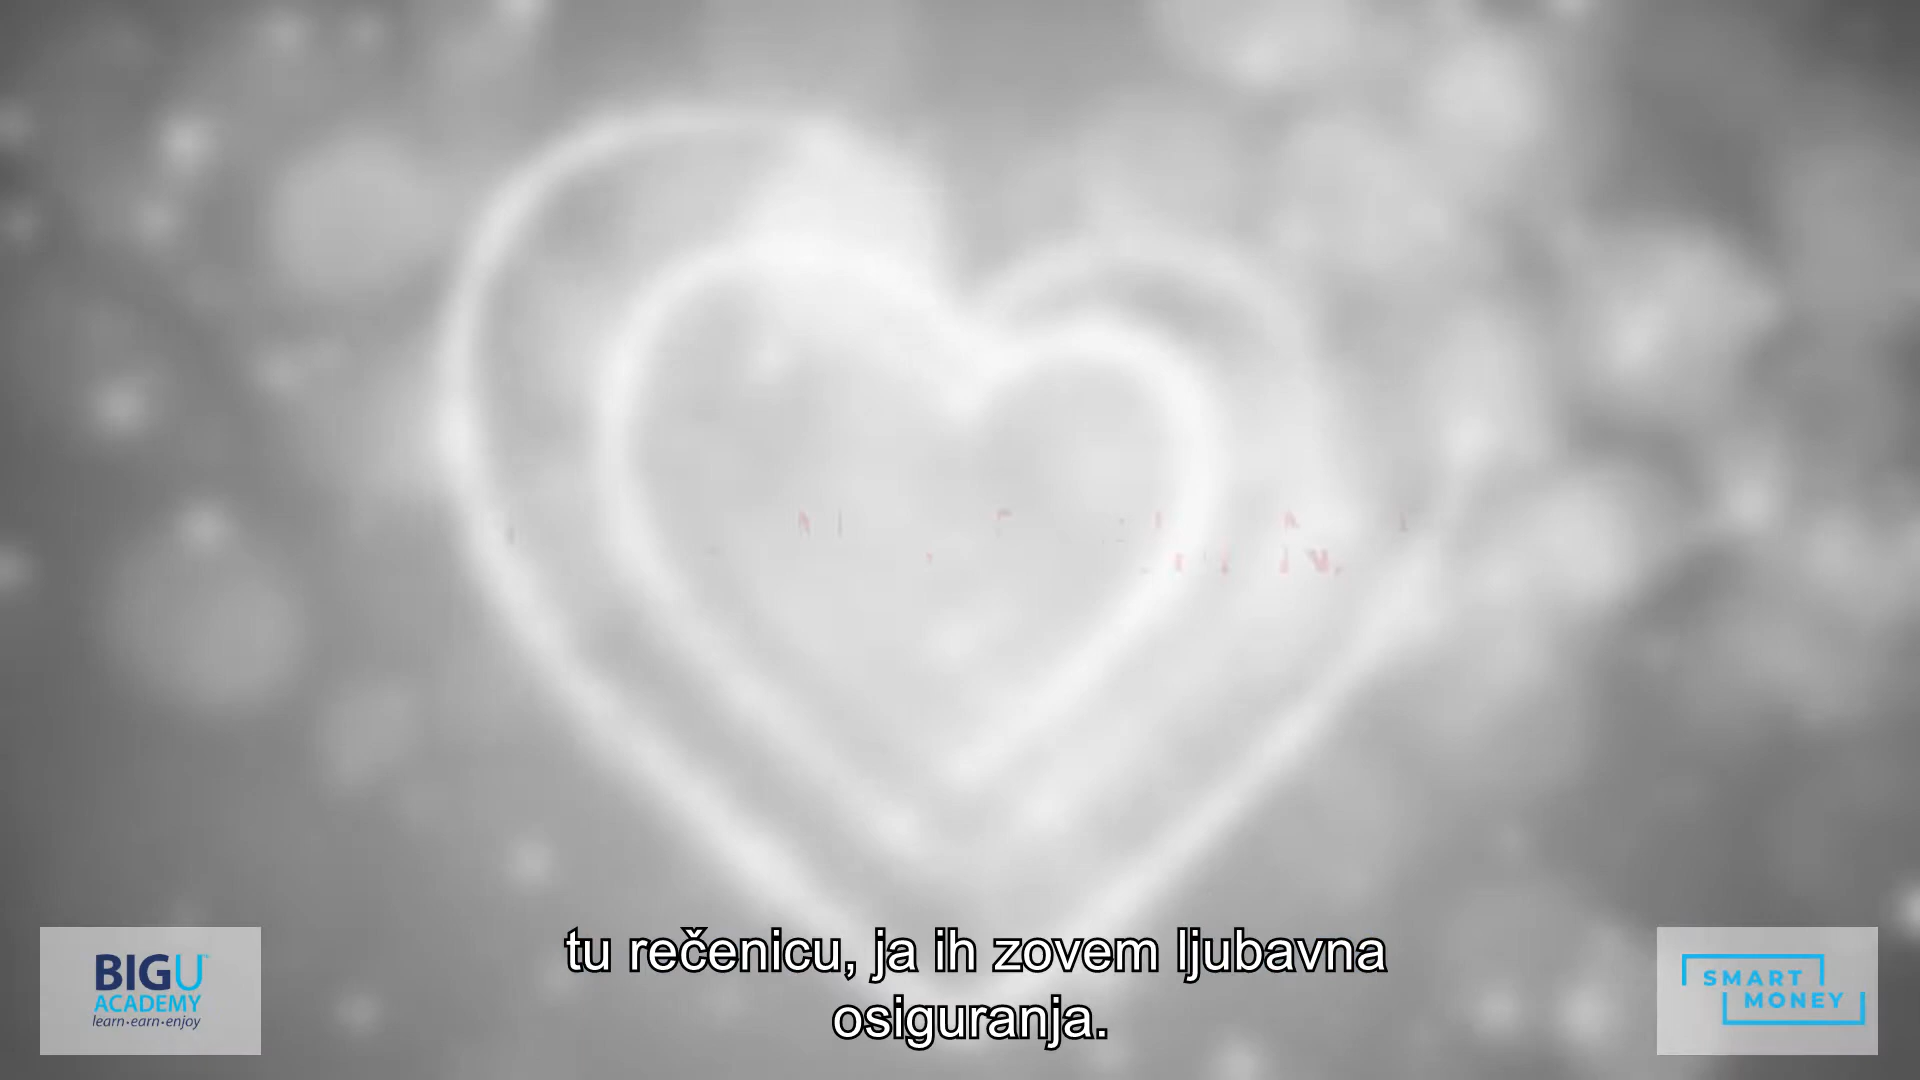 tu rečenicu, ja ih zovem ljubavna
osiguranja.
BIGU
ACADEMY
learn·earn·enjoy
SMART
MONEY